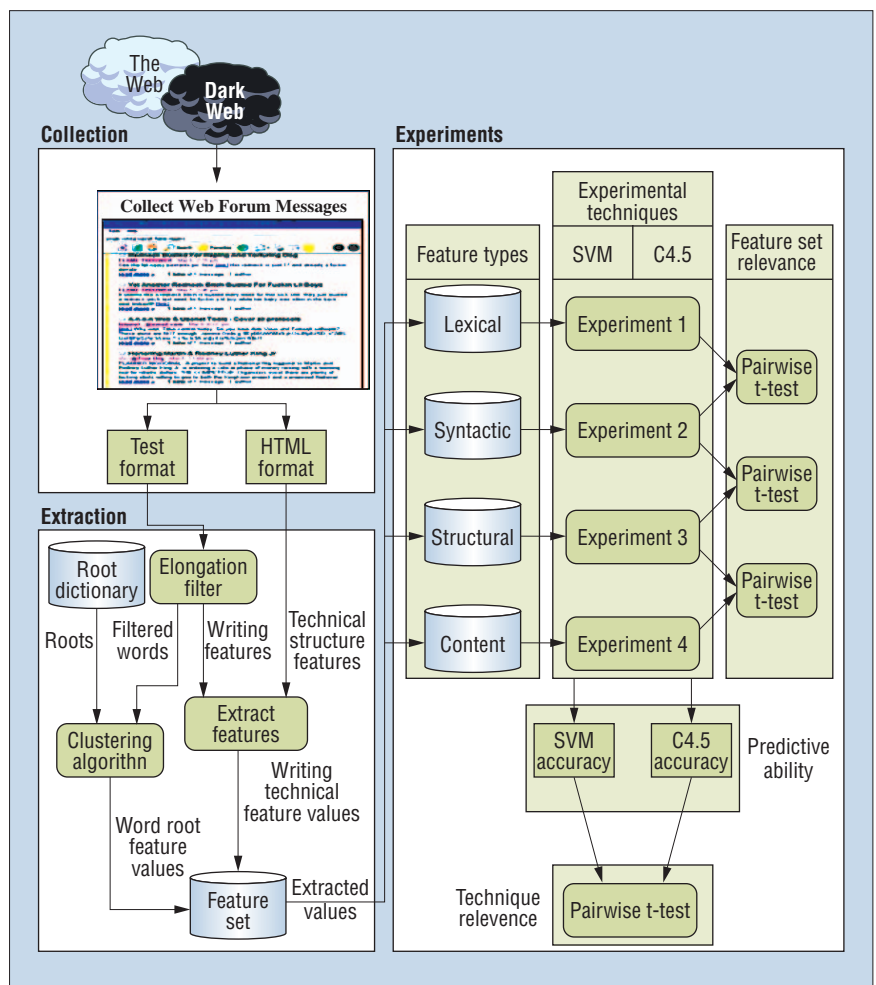 The
Web
Dark
Web
Collection
Collect Web Forum Messages
Test
format
HTML
format
Extraction
Root
dictionary
Elongation
filter
Roots
Filtered
words
Writing
features
Technical
structure
features
Clustering
algorithn
Extract
features
Writing
technical
feature values
Word root
feature
values
Feature
set
Extracted
values
Experiments
Experimental
techniques
Feature types
SVM
C4.5
Feature set
relevance
Lexical
Experiment 1
Pairwise
t-test
Syntactic
Experiment 2
Pairwise
t-test
Structural
Experiment 3
Pairwise
t-test
Content
Experiment 4
SVM
accuracy
C4.5
accuracy
Predictive
ability
Technique
relevence
Pairwise t-test